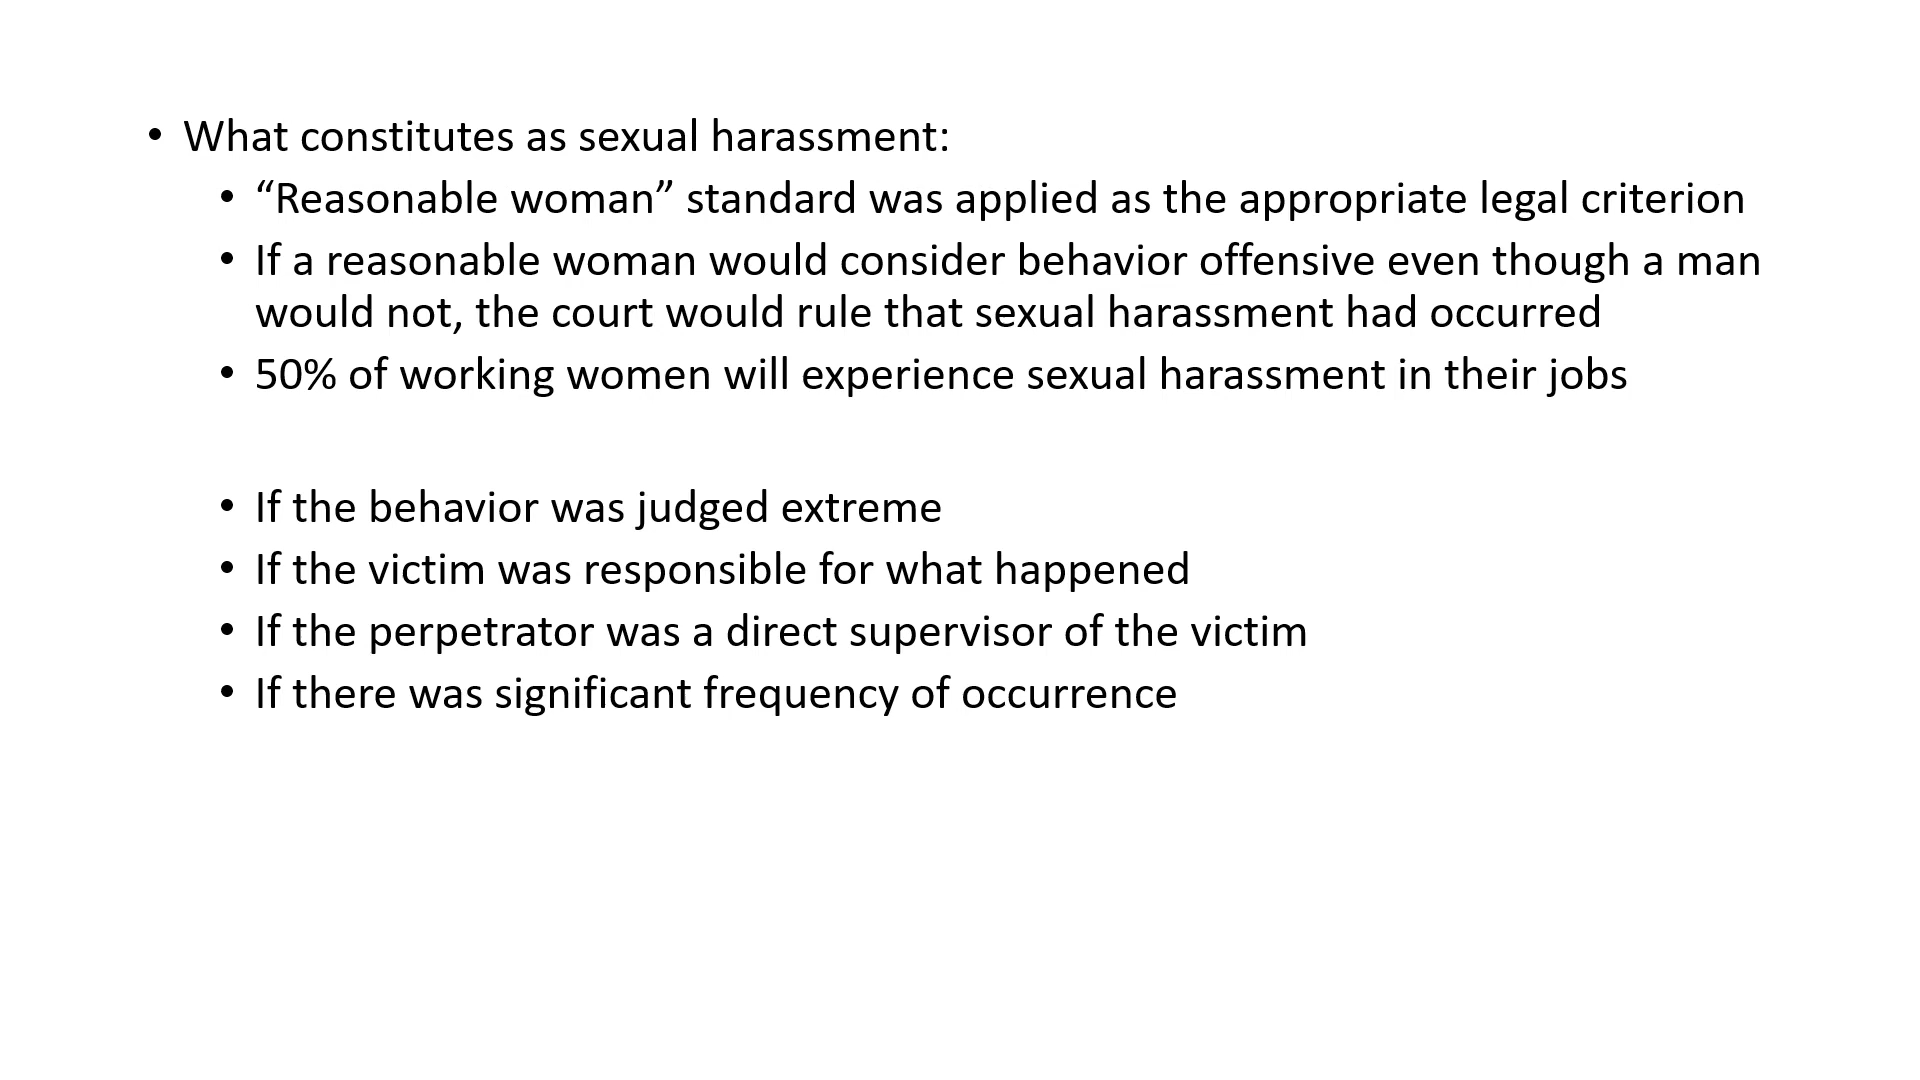 • What constitutes as sexual harassment:
• “Reasonable woman” standard was applied as the appropriate legal criterion
• If a reasonable woman would consider behavior offensive even though a man
would not, the court would rule that sexual harassment had occurred
• 50% of working women will experience sexual harassment in their jobs
• If the behavior was judged extreme
• If the victim was responsible for what happened
• If the perpetrator was a direct supervisor of the victim
• If there was significant frequency of occurrence